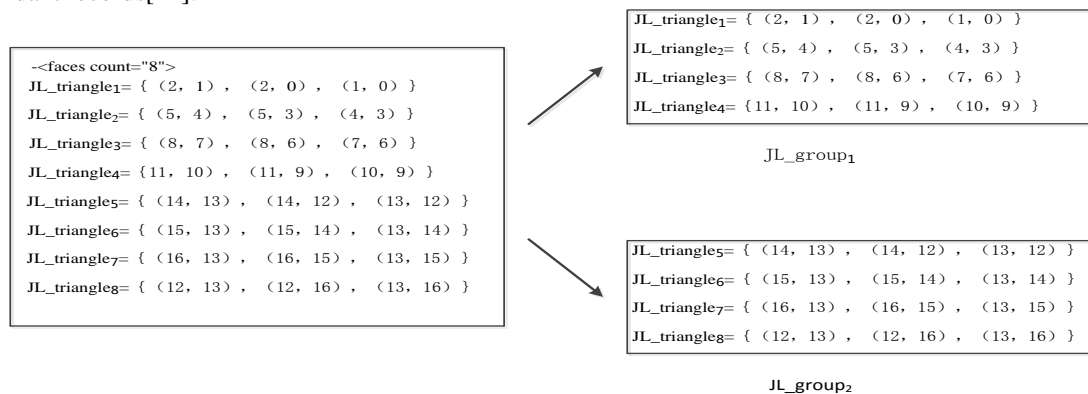 -<faces count="8">
JL_triangle₁= { (2, 1) , (2, 0) , (1, 0) }
JL_triangle₂= { (5, 4) , (5, 3) , (4, 3) }
JL_triangle₃= { (8, 7) , (8, 6) , (7, 6) }
JL_triangle₄= {11, 10) , (11, 9) , (10, 9) }
JL_triangle₅= { (14, 13) , (14, 12) , (13, 12) }
JL_triangle₆= { (15, 13) , (15, 14) , (13, 14) }
JL_triangle₇= { (16, 13) , (16, 15) , (13, 15) }
JL_triangle₈= { (12, 13) , (12, 16) , (13, 16) }
JL_triangle₁= { (2, 1) , (2, 0) , (1, 0) }
JL_triangle₂= { (5, 4) , (5, 3) , (4, 3) }
JL_triangle₃= { (8, 7) , (8, 6) , (7, 6) }
JL_triangle₄= {11, 10) , (11, 9) , (10, 9) }
JL_group₁
JL_triangle₅= { (14, 13) , (14, 12) , (13, 12) }
JL_triangle₆= { (15, 13) , (15, 14) , (13, 14) }
JL_triangle₇= { (16, 13) , (16, 15) , (13, 15) }
JL_triangle₈= { (12, 13) , (12, 16) , (13, 16) }
JL_group₂